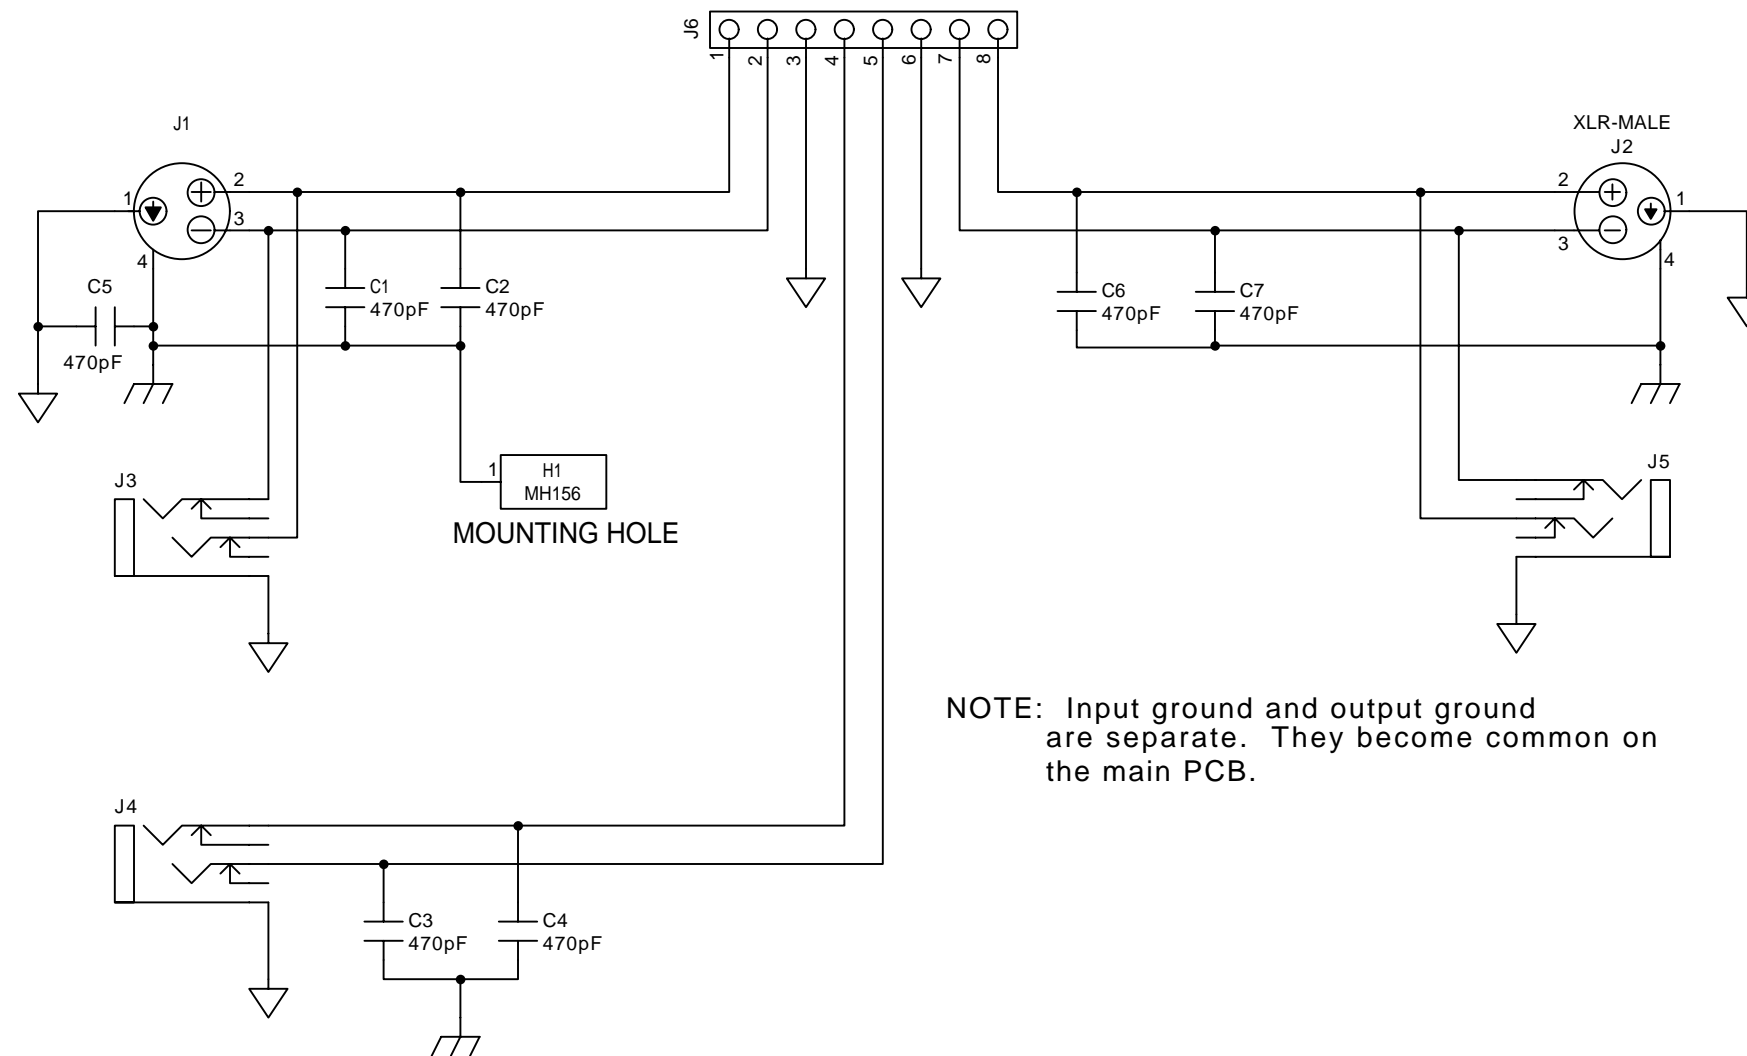 J6
1
2
3
4
5
6
7
8
J1
XLR-MALE
J2
1
2
3
4
2
3
1
4
C5
470pF
C1
470pF
C2
470pF
C6
470pF
C7
470pF
J3
1
H1
MH156
MOUNTING HOLE
J5
NOTE: Input ground and output ground
are separate. They become common on
the main PCB.
J4
C3
470pF
C4
470pF